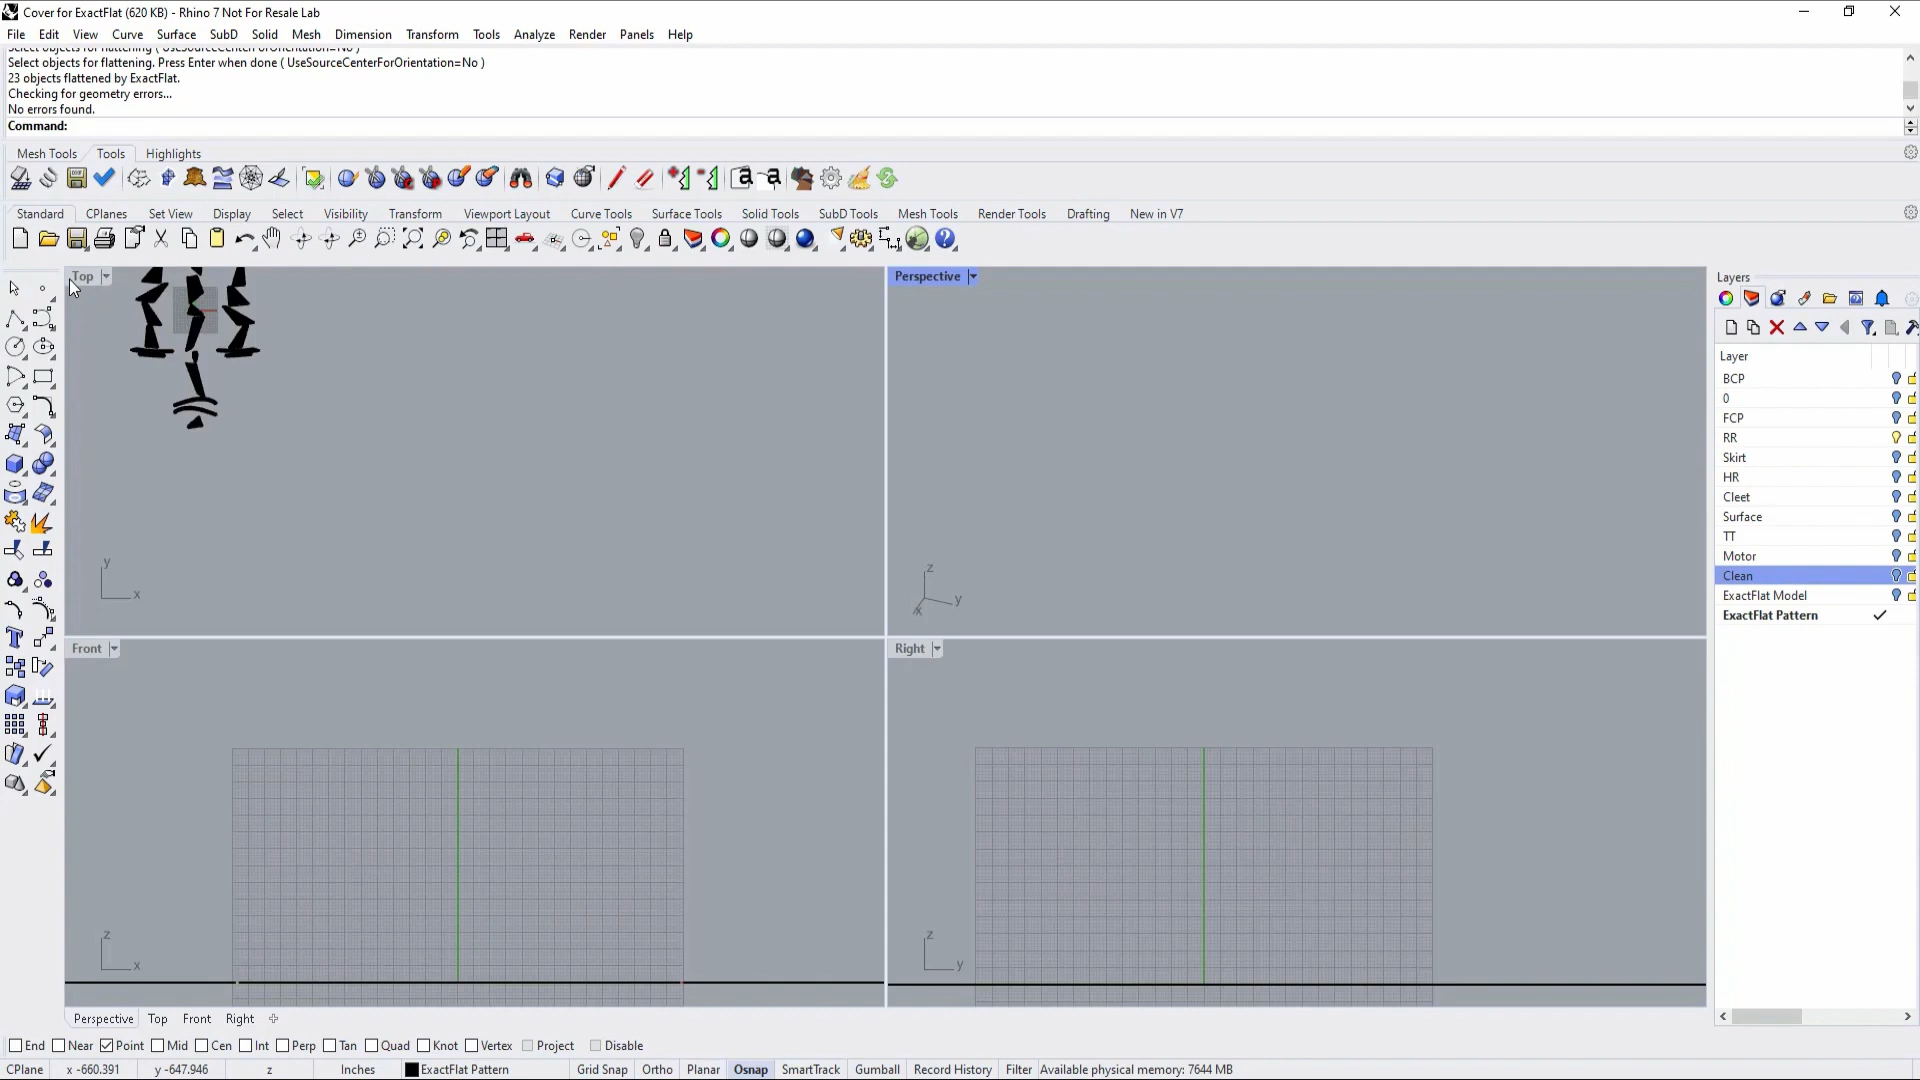 Cover for ExactFlat (620 KB) - Rhino 7 Not For Resale Lab
File Edit View Curve Surface SubD Solid Mesh Dimension Transform Tools Analyze Render Panels Help
Select objects for flattening ( UseSourceCenterForOrientation=No )
Select objects for flattening. Press Enter when done ( UseSourceCenterForOrientation=No )
23 objects flattened by ExactFlat.
Checking for geometry errors...
No errors found.
Command:
Mesh Tools Tools Highlights
Standard CPlanes Set View Display Select Visibility Transform Viewport Layout Curve Tools Surface Tools Solid Tools SubD Tools Mesh Tools Render Tools Drafting New in V7
Top
Perspective
Layers
Layer
BCP
0
FCP
RR
Skirt
HR
Cleet
Surface
TT
Motor
Clean
ExactFlat Model
ExactFlat Pattern
y
x
z
y
x
Front
Right
z
x
z
y
Perspective Top Front Right
End Near Point Mid Cen Int Perp Tan Quad Knot Vertex Project Disable
CPlane x -660.391 y -647.946 z Inches ExactFlat Pattern Grid Snap Ortho Planar Osnap SmartTrack Gumball Record History Filter Available physical memory: 7644 MB